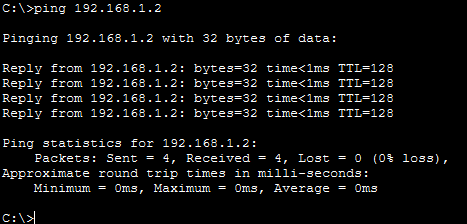 C:\>ping 192.168.1.2
Pinging 192.168.1.2 with 32 bytes of data:
Reply from 192.168.1.2: bytes=32 time<1ms TTL=128
Reply from 192.168.1.2: bytes=32 time<1ms TTL=128
Reply from 192.168.1.2: bytes=32 time<1ms TTL=128
Reply from 192.168.1.2: bytes=32 time<1ms TTL=128
Ping statistics for 192.168.1.2:
    Packets: Sent = 4, Received = 4, Lost = 0 (0% loss),
Approximate round trip times in milli-seconds:
    Minimum = 0ms, Maximum = 0ms, Average = 0ms
C:\>